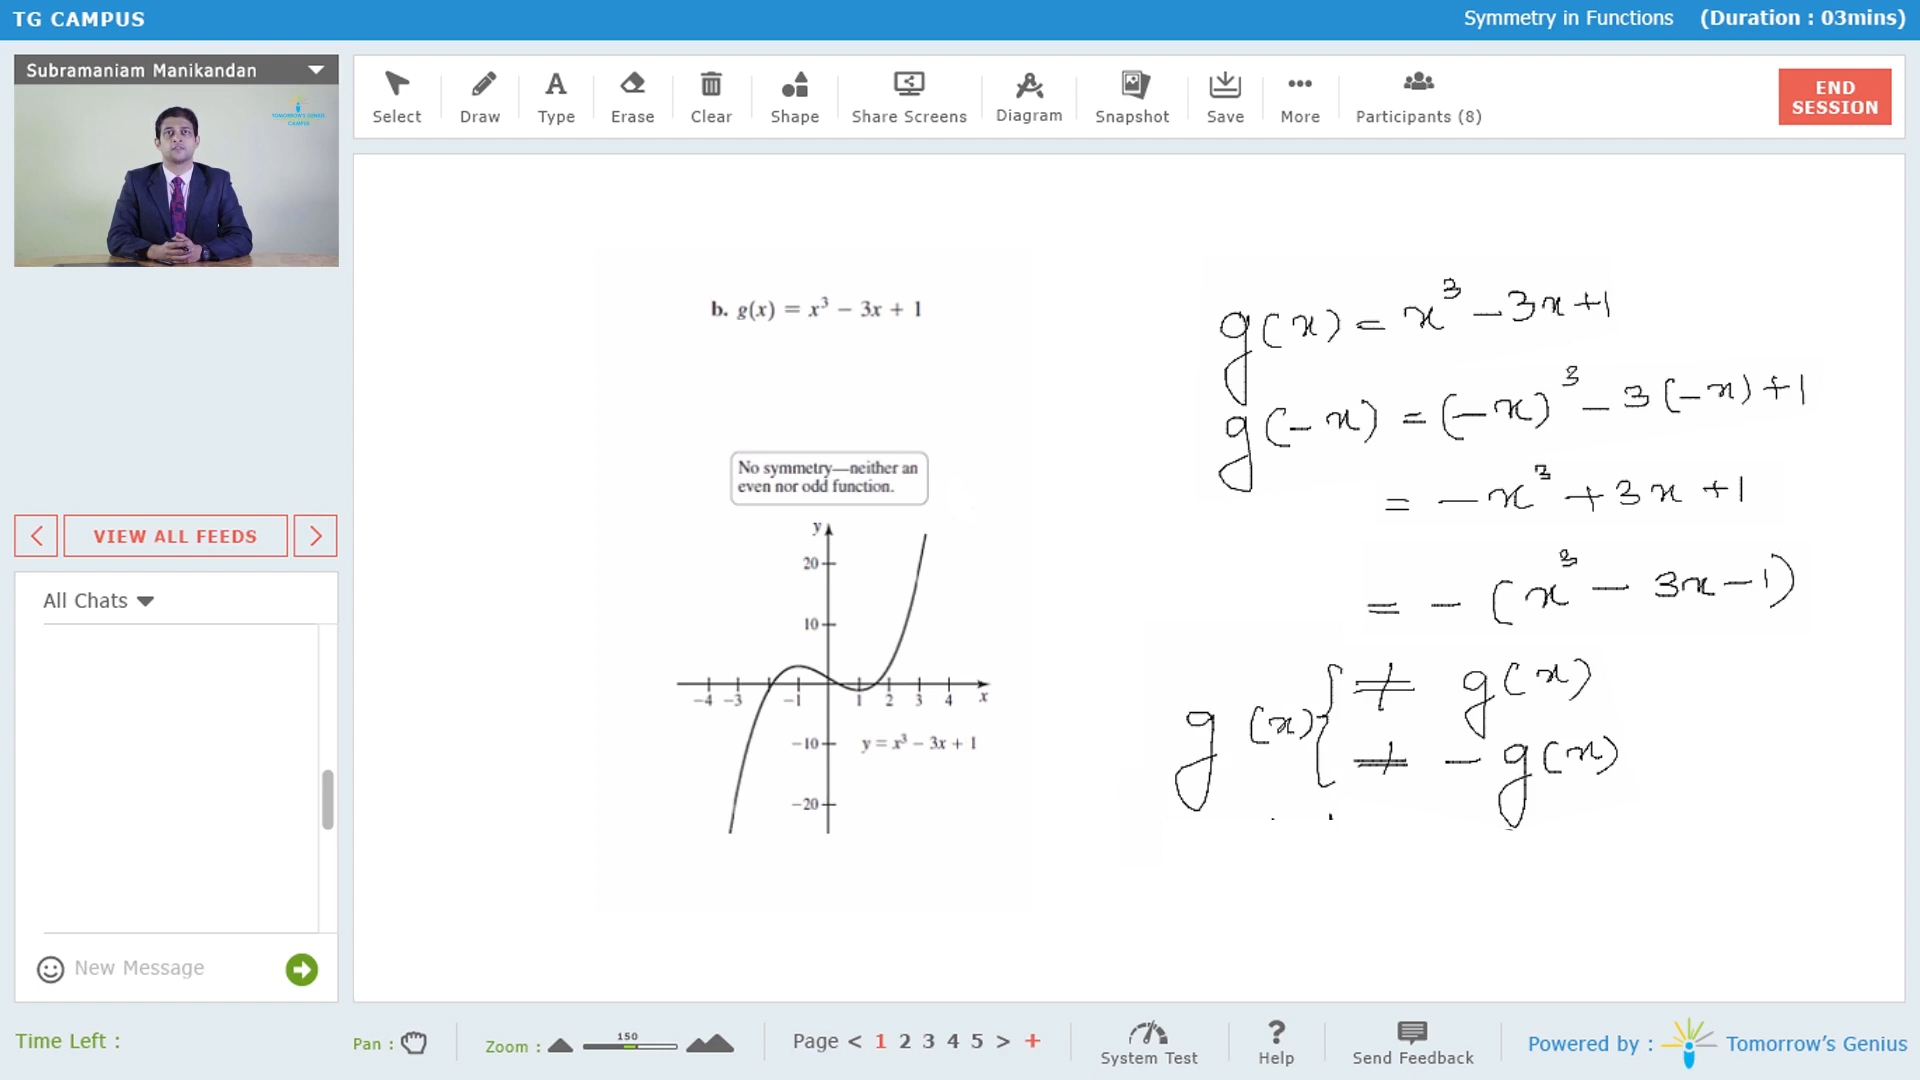 TG CAMPUS
Symmetry in Functions (Duration : 03mins)
Subramaniam Manikandan
TOMORROW'S GENIUS
CAMPUS
Select
Draw
Type
Erase
Clear
Shape
Share Screens
Diagram
Snapshot
Save
More
Participants (8)
END
SESSION
b. g(x) = x³ − 3x + 1
No symmetry—neither an
even nor odd function.
y
20
10
−4 −3 −1 1 2 3 4 x
−10
y = x³ − 3x + 1
−20
g(x) = x³ − 3x + 1
g(−x) = (−x)³ − 3(−x) + 1
= −x³ + 3x + 1
= − (x³ − 3x − 1)
g(x) { ≠ g(x)
≠ − g(x)
VIEW ALL FEEDS
All Chats
New Message
Time Left :
Pan :
Zoom :
150
Page < 1 2 3 4 5 > +
System Test
Help
Send Feedback
Powered by :
Tomorrow's Genius